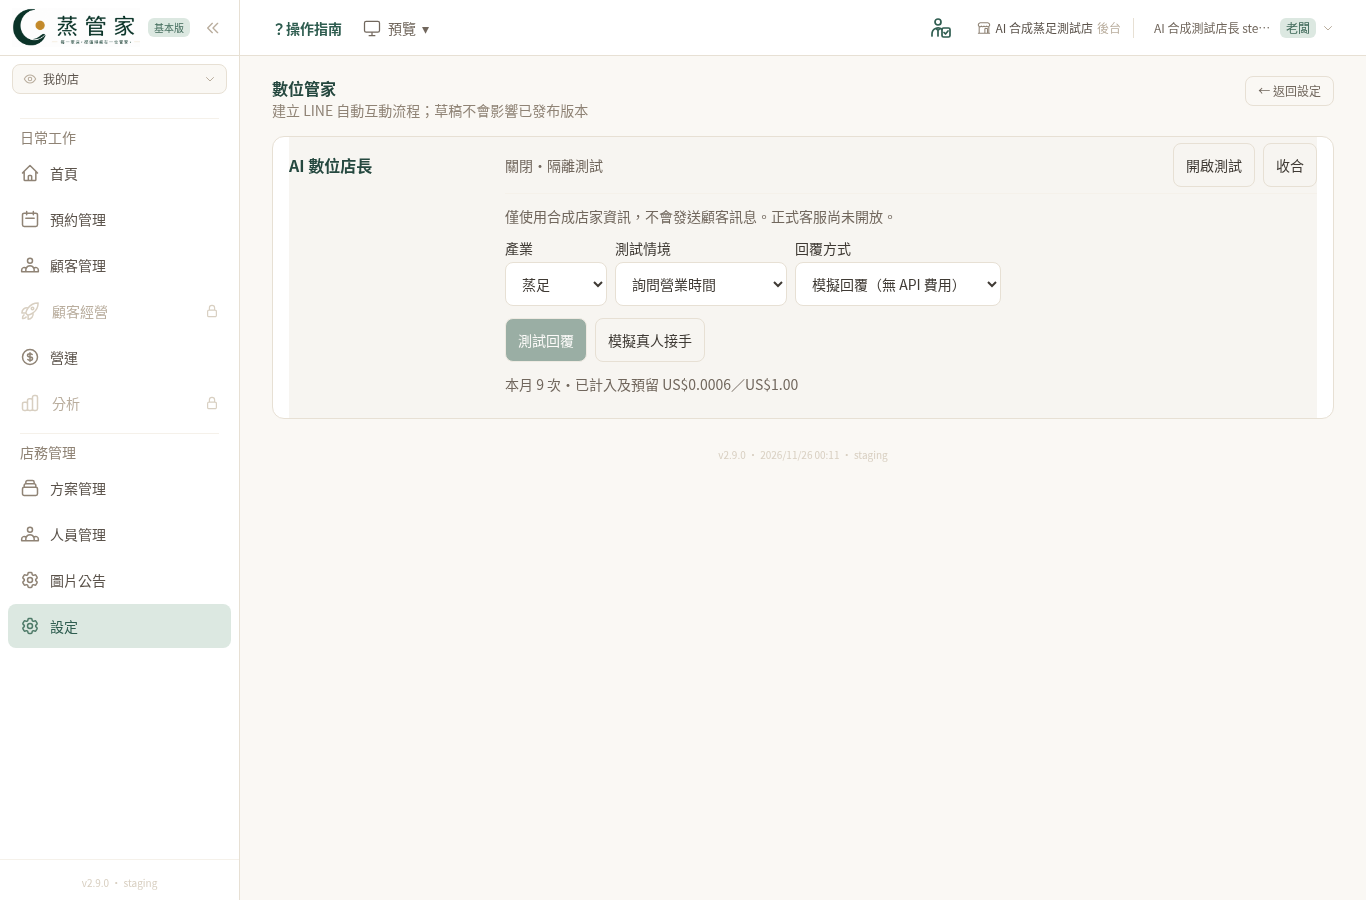 蒸管家
基本版
我的店
日常工作
首頁
預約管理
顧客管理
顧客經營
營運
分析
店務管理
方案管理
人員管理
圖片公告
設定
v2.9.0 · staging
？操作指南
預覽 ▾
AI 合成蒸足測試店 後台
AI 合成測試店長 ste…
老闆
數位管家
建立 LINE 自動互動流程；草稿不會影響已發布版本
← 返回設定
AI 數位店長
關閉・隔離測試
開啟測試
收合
僅使用合成店家資訊，不會發送顧客訊息。正式客服尚未開放。
產業 測試情境 回覆方式
蒸足 詢問營業時間 模擬回覆（無 API 費用）
測試回覆 模擬真人接手
本月 9 次・已計入及預留 US$0.0006／US$1.00
v2.9.0 · 2026/11/26 00:11 · staging